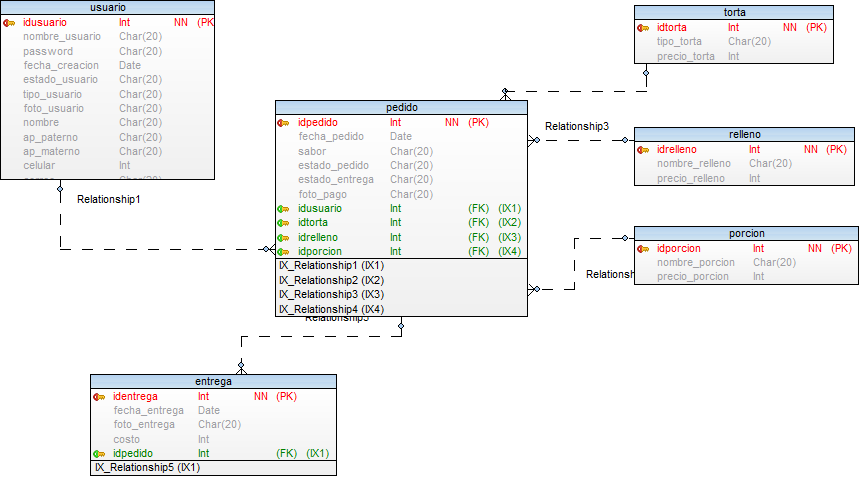 usuario
idusuario Int NN (PK
nombre_usuario Char(20)
password Char(20)
fecha_creacion Date
estado_usuario Char(20)
tipo_usuario Char(20)
foto_usuario Char(20)
nombre Char(20)
ap_paterno Char(20)
ap_materno Char(20)
celular Int
Char(20)
Relationship1
torta
idtorta Int NN (PK)
tipo_torta Char(20)
precio_torta Int
pedido
idpedido Int NN (PK)
fecha_pedido Date
sabor Char(20)
estado_pedido Char(20)
estado_entrega Char(20)
foto_pago Char(20)
idusuario Int (FK) (IX1)
idtorta Int (FK) (IX2)
idrelleno Int (FK) (IX3)
idporcion Int (FK) (IX4)
IX_Relationship1 (IX1)
IX_Relationship2 (IX2)
IX_Relationship3 (IX3)
IX_Relationship4 (IX4)
Relationship3
relleno
idrelleno Int NN (PK)
nombre_relleno Char(20)
precio_relleno Int
porcion
idporcion Int NN (PK)
nombre_porcion Char(20)
precio_porcion Int
Relationsh
Relationship5
entrega
identrega Int NN (PK)
fecha_entrega Date
foto_entrega Char(20)
costo Int
idpedido Int (FK) (IX1)
IX_Relationship5 (IX1)